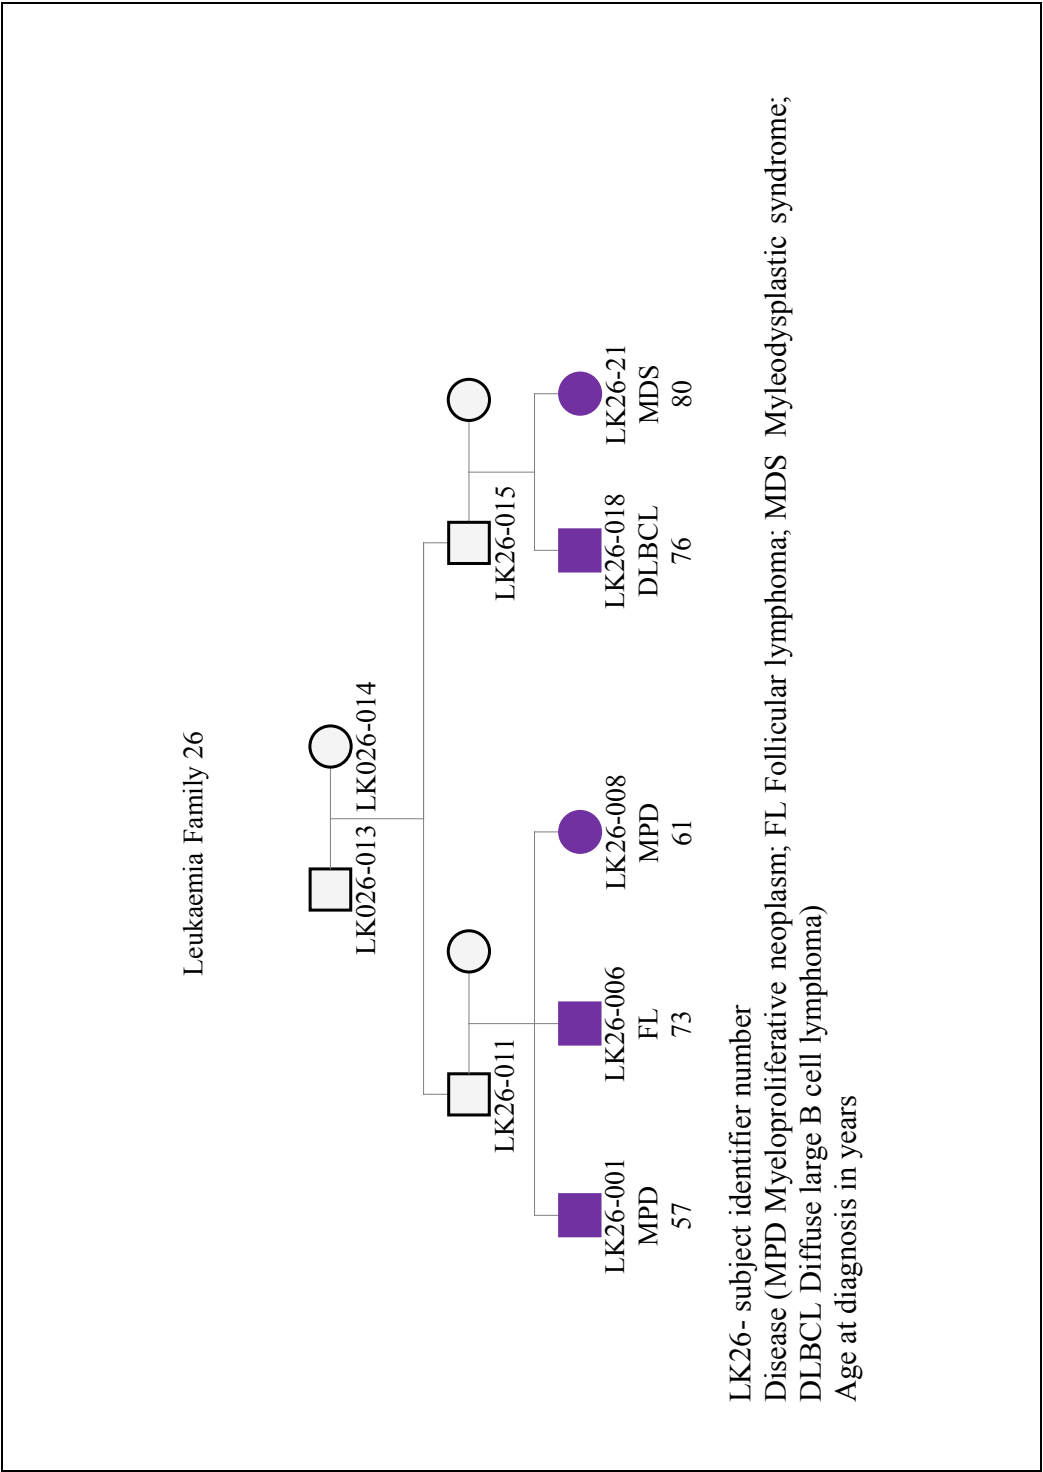 Leukaemia Family 26
LK026-013 LK026-014
LK26-011
LK26-015
LK26-001
MPD
57
LK26-006
FL
73
LK26-008
MPD
61
LK26-018
DLBCL
76
LK26-21
MDS
80
LK26- subject identifier number
Disease (MPD Myeloproliferative neoplasm; FL Follicular lymphoma; MDS Myleodysplastic syndrome;
DLBCL Diffuse large B cell lymphoma)
Age at diagnosis in years